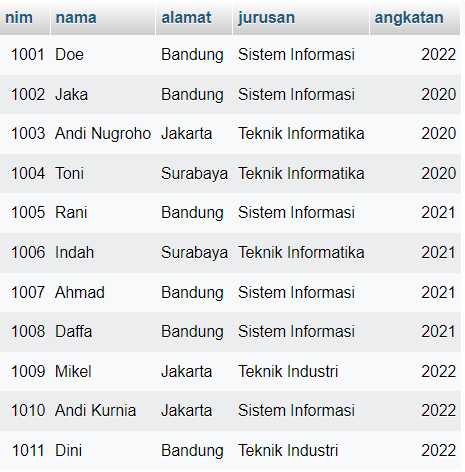 nim nama alamat jurusan angkatan
1001 Doe Bandung Sistem Informasi 2022
1002 Jaka Bandung Sistem Informasi 2020
1003 Andi Nugroho Jakarta Teknik Informatika 2020
1004 Toni Surabaya Teknik Informatika 2020
1005 Rani Bandung Sistem Informasi 2021
1006 Indah Surabaya Teknik Informatika 2021
1007 Ahmad Bandung Sistem Informasi 2021
1008 Daffa Bandung Sistem Informasi 2021
1009 Mikel Jakarta Teknik Industri 2022
1010 Andi Kurnia Jakarta Sistem Informasi 2022
1011 Dini Bandung Teknik Industri 2022